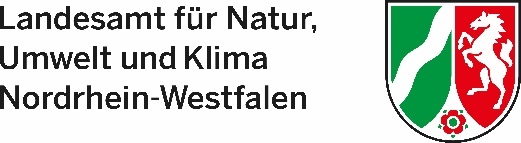 Landesamt für Natur,
Umwelt und Klima
Nordrhein-Westfalen